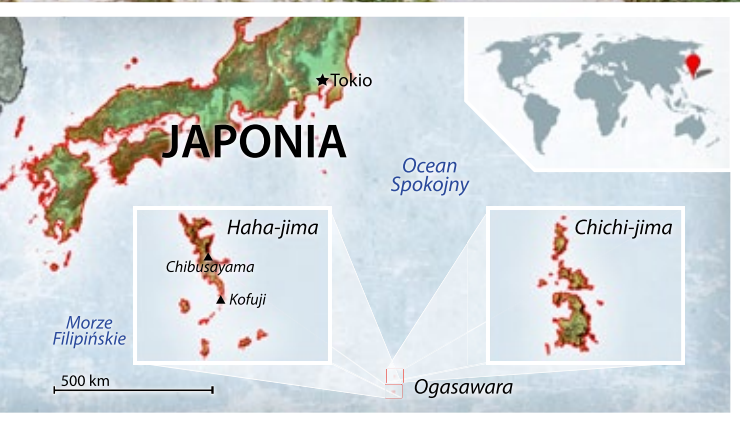 Tokio
JAPONIA
Ocean
Spokojny
Haha-jima
Chibusayama
Kofuji
Chichi-jima
Morze
Filipińskie
500 km
Ogasawara